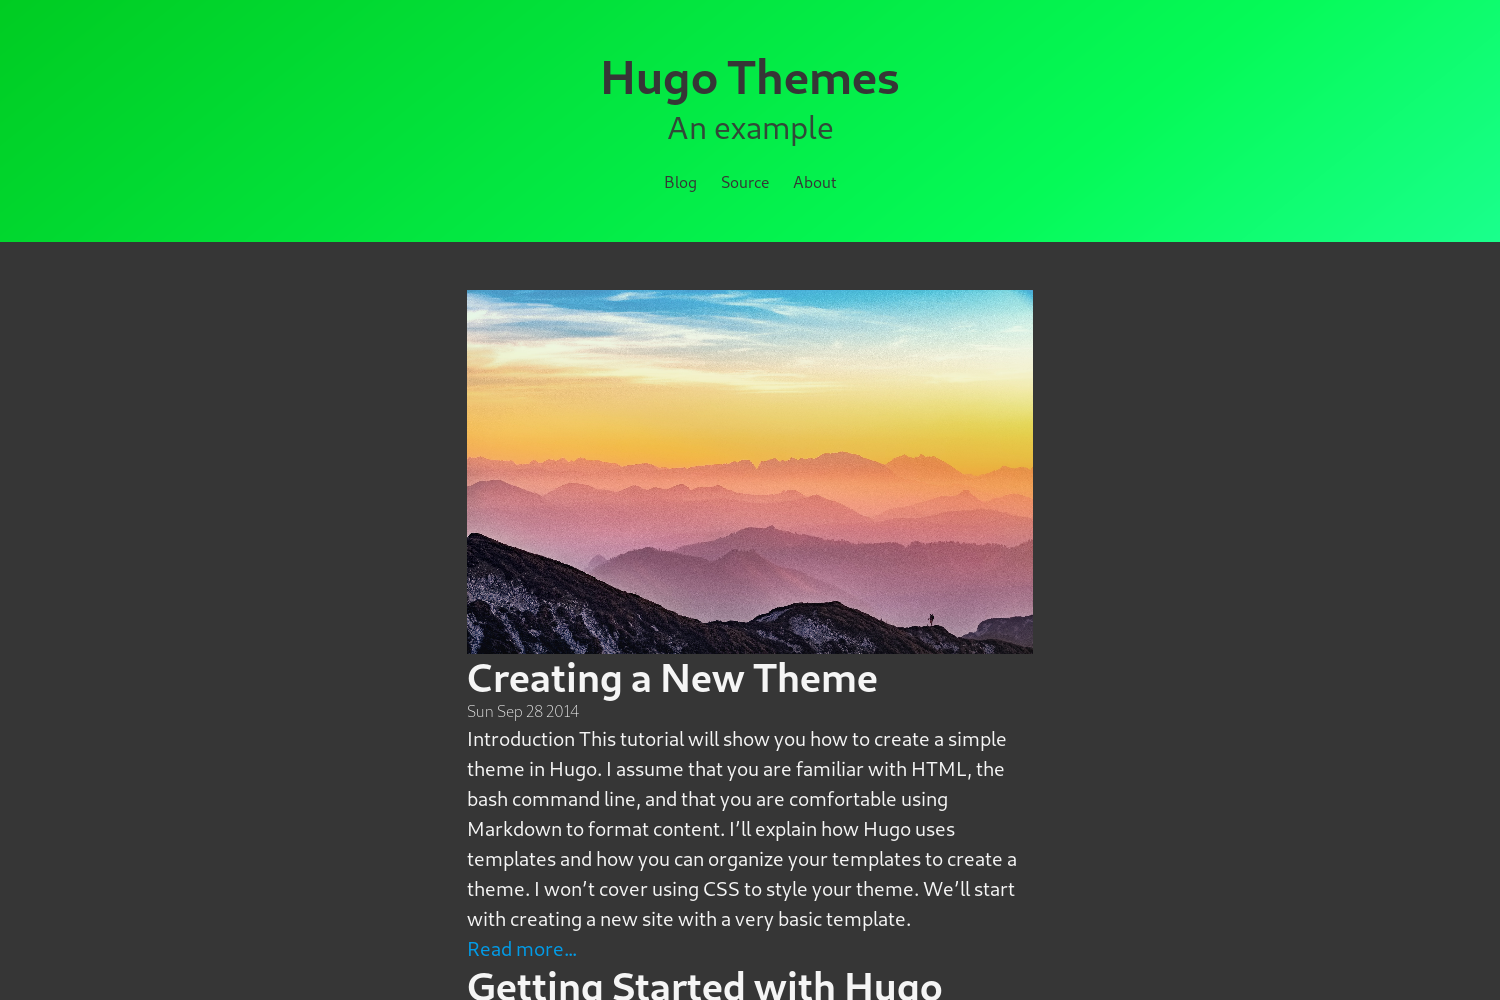 Hugo Themes
An example
Blog Source About
Creating a New Theme
Sun Sep 28 2014
Introduction This tutorial will show you how to create a simple
theme in Hugo. I assume that you are familiar with HTML, the
bash command line, and that you are comfortable using
Markdown to format content. I’ll explain how Hugo uses
templates and how you can organize your templates to create a
theme. I won’t cover using CSS to style your theme. We’ll start
with creating a new site with a very basic template.
Read more…
Getting Started with Hugo